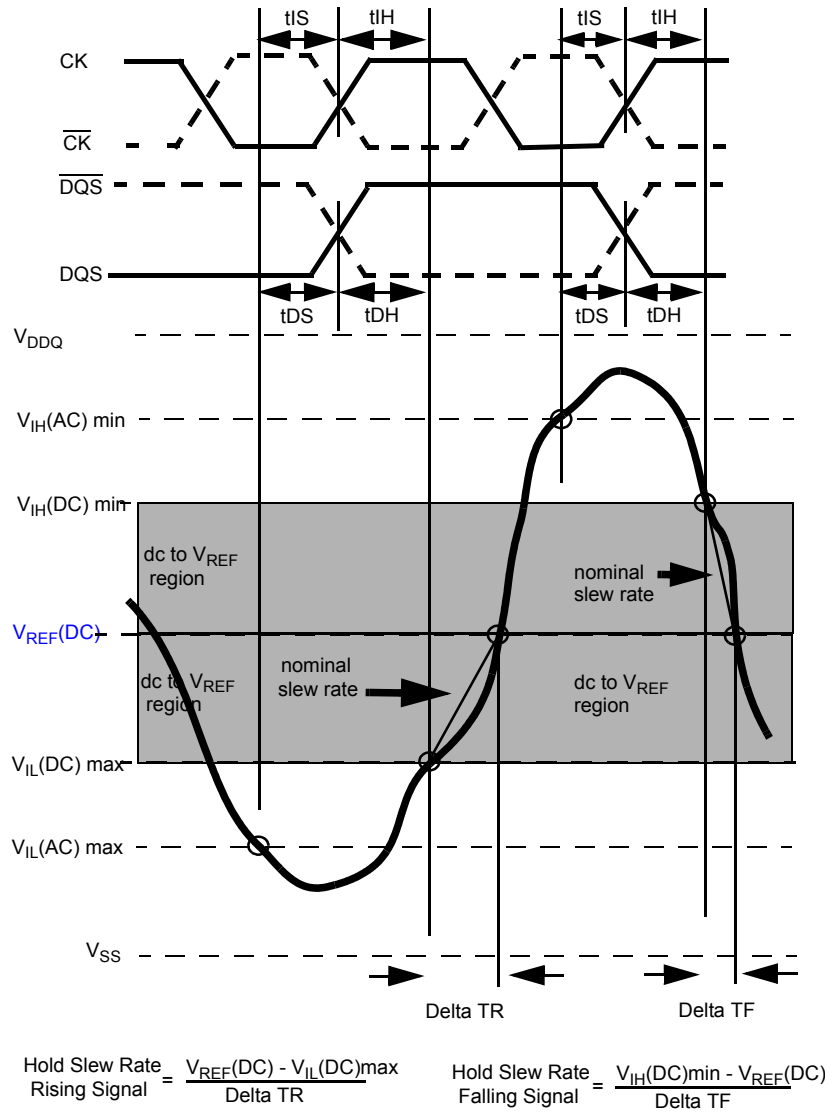 tIS tIH tIS tIH
CK
CK
DQS
DQS
tDS tDH tDS tDH
VDDQ
VIH(AC) min
VIH(DC) min
dc to VREF
region
nominal
slew rate
VREF(DC)
nominal
slew rate
dc to VREF
region
dc to VREF
region
VIL(DC) max
VIL(AC) max
VSS
Delta TR
Delta TF
Hold Slew Rate
Rising Signal
=
VREF(DC) - VIL(DC)max
Delta TR
Hold Slew Rate
Falling Signal
=
VIH(DC)min - VREF(DC)
Delta TF